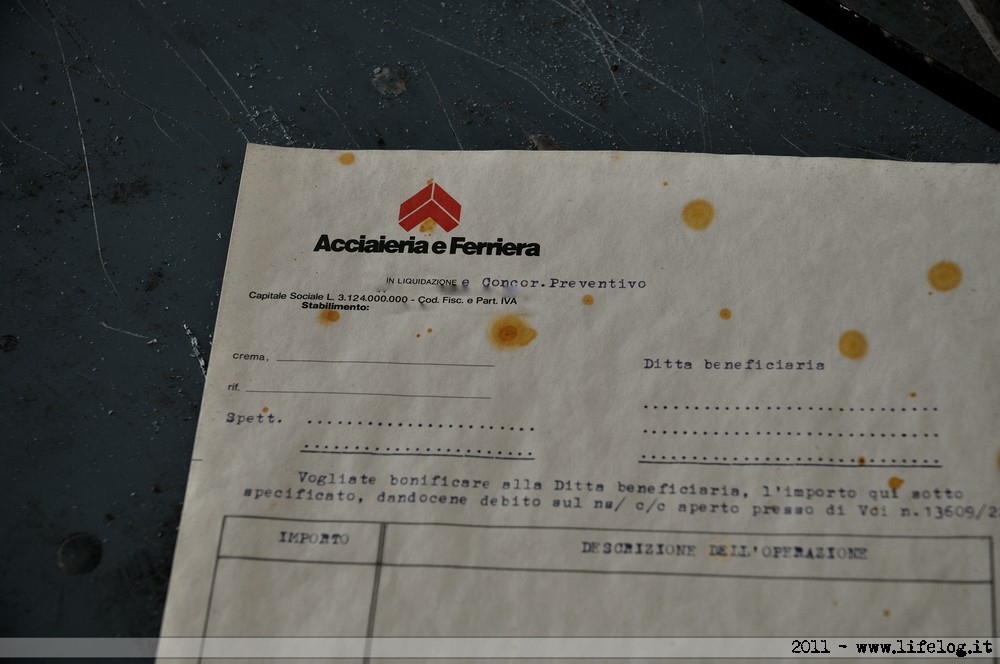 Acciaieria e Ferriera
IN LIQUIDAZIONE e Concor.Preventivo
Capitale Sociale L. 3.124.000.000 - Cod. Fisc. e Part. IVA
Stabilimento:
crema,
rif.
Ditta beneficiaria
Spett.
Vogliate bonificare alla Ditta beneficiaria, l'importo qui sotto
specificato, dandocene debito sul ns/ c/c aperto presso di Voi n.13609/2
IMPORTO
DESCRIZIONE DELL'OPERAZIONE
2011 - www.lifelog.it